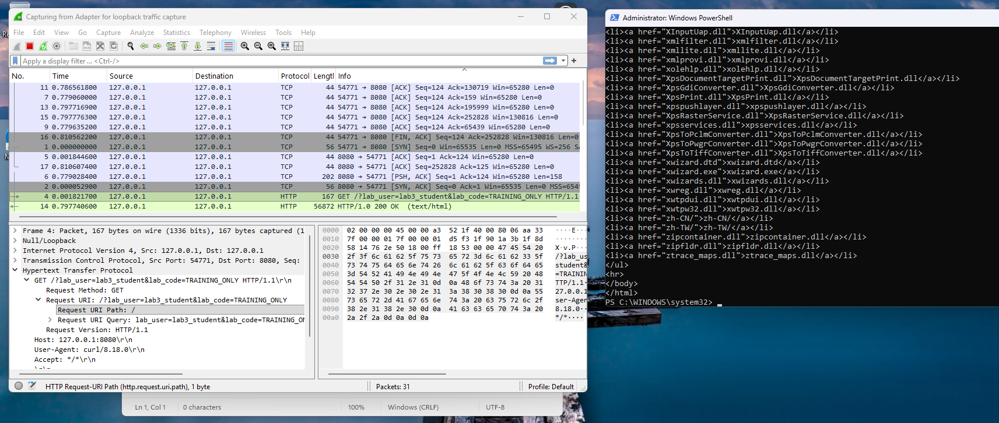 Capturing from Adapter for loopback traffic capture
File Edit View Go Capture Analyze Statistics Telephony Wireless Tools Help
Apply a display filter ... <Ctrl-/>
No. Time Source Destination Protocol Lengtl Info
11 0.786561800 127.0.0.1 127.0.0.1 TCP 44 54771 → 8080 [ACK] Seq=124 Ack=130719 Win=65280 Len=0
7 0.779060000 127.0.0.1 127.0.0.1 TCP 44 54771 → 8080 [ACK] Seq=124 Ack=159 Win=65280 Len=0
13 0.797716900 127.0.0.1 127.0.0.1 TCP 44 54771 → 8080 [ACK] Seq=124 Ack=195999 Win=65280 Len=0
15 0.797776300 127.0.0.1 127.0.0.1 TCP 44 54771 → 8080 [ACK] Seq=124 Ack=252828 Win=130816 Len=0
9 0.779635200 127.0.0.1 127.0.0.1 TCP 44 54771 → 8080 [ACK] Seq=124 Ack=65439 Win=65280 Len=0
16 0.810562200 127.0.0.1 127.0.0.1 TCP 44 54771 → 8080 [FIN, ACK] Seq=124 Ack=252828 Win=130816 Len=0
1 0.000000000 127.0.0.1 127.0.0.1 TCP 56 54771 → 8080 [SYN] Seq=0 Win=65535 Len=0 MSS=65495 WS=256 SA
5 0.001844600 127.0.0.1 127.0.0.1 TCP 44 8080 → 54771 [ACK] Seq=1 Ack=124 Win=65280 Len=0
17 0.810607400 127.0.0.1 127.0.0.1 TCP 44 8080 → 54771 [ACK] Seq=252828 Ack=125 Win=65280 Len=0
6 0.779028400 127.0.0.1 127.0.0.1 TCP 202 8080 → 54771 [PSH, ACK] Seq=1 Ack=124 Win=65280 Len=158
2 0.000052900 127.0.0.1 127.0.0.1 TCP 56 8080 → 54771 [SYN, ACK] Seq=0 Ack=1 Win=65535 Len=0 MSS=6549
4 0.001821700 127.0.0.1 127.0.0.1 HTTP 167 GET /?lab_user=lab3_student&lab_code=TRAINING_ONLY HTTP/1.1
14 0.797740600 127.0.0.1 127.0.0.1 HTTP 56872 HTTP/1.0 200 OK (text/html)
Frame 4: Packet, 167 bytes on wire (1336 bits), 167 bytes captured (1
Null/Loopback
Internet Protocol Version 4, Src: 127.0.0.1, Dst: 127.0.0.1
Transmission Control Protocol, Src Port: 54771, Dst Port: 8080, Seq:
Hypertext Transfer Protocol
GET /?lab_user=lab3_student&lab_code=TRAINING_ONLY HTTP/1.1\r\n
Request Method: GET
Request URI: /?lab_user=lab3_student&lab_code=TRAINING_ONLY
Request URI Path: /
Request URI Query: lab_user=lab3_student&lab_code=TRAINING_ON
Request Version: HTTP/1.1
Host: 127.0.0.1:8080\r\n
User-Agent: curl/8.18.0\r\n
Accept: */*\r\n
\r\n
0000 02 00 00 00 45 00 00 a3 52 1f 40 00 80 06 aa 33 ····E···
0010 7f 00 00 01 7f 00 00 01 d5 f3 1f 90 1a 3b 1f 8d ········
0020 58 14 76 2e 50 18 00 ff 18 53 00 00 47 45 54 20 X·v.P···
0030 2f 3f 6c 61 62 5f 75 73 65 72 3d 6c 61 62 33 5f /?lab_us
0040 73 74 75 64 65 6e 74 26 6c 61 62 5f 63 6f 64 65 student&
0050 3d 54 52 41 49 4e 49 4e 47 5f 4f 4e 4c 59 20 48 =TRAININ
0060 54 54 50 2f 31 2e 31 0d 0a 48 6f 73 74 3a 20 31 TTP/1.1·
0070 32 37 2e 30 2e 30 2e 31 3a 38 30 38 30 0d 0a 55 27.0.0.1
0080 73 65 72 2d 41 67 65 6e 74 3a 20 63 75 72 6c 2f ser-Agen
0090 38 2e 31 38 2e 30 0d 0a 41 63 63 65 70 74 3a 20 8.18.0··
00a0 2a 2f 2a 0d 0a 0d 0a */*····
HTTP Request-URI Path (http.request.uri.path), 1 byte
Packets: 31
Profile: Default
Ln 1, Col 1 0 characters 100% Windows (CRLF) UTF-8
Administrator: Windows PowerShell
<li><a href="XInputUap.dll">XInputUap.dll</a></li>
<li><a href="xmlfilter.dll">xmlfilter.dll</a></li>
<li><a href="xmllite.dll">xmllite.dll</a></li>
<li><a href="xmlprovi.dll">xmlprovi.dll</a></li>
<li><a href="xolehlp.dll">xolehlp.dll</a></li>
<li><a href="XpsDocumentTargetPrint.dll">XpsDocumentTargetPrint.dll</a></li>
<li><a href="XpsGdiConverter.dll">XpsGdiConverter.dll</a></li>
<li><a href="XpsPrint.dll">XpsPrint.dll</a></li>
<li><a href="xpspushlayer.dll">xpspushlayer.dll</a></li>
<li><a href="XpsRasterService.dll">XpsRasterService.dll</a></li>
<li><a href="xpsservices.dll">xpsservices.dll</a></li>
<li><a href="XpsToPclmConverter.dll">XpsToPclmConverter.dll</a></li>
<li><a href="XpsToPwgrConverter.dll">XpsToPwgrConverter.dll</a></li>
<li><a href="XpsToTiffConverter.dll">XpsToTiffConverter.dll</a></li>
<li><a href="xwizard.dtd">xwizard.dtd</a></li>
<li><a href="xwizard.exe">xwizard.exe</a></li>
<li><a href="xwizards.dll">xwizards.dll</a></li>
<li><a href="xwreg.dll">xwreg.dll</a></li>
<li><a href="xwtpdui.dll">xwtpdui.dll</a></li>
<li><a href="xwtpw32.dll">xwtpw32.dll</a></li>
<li><a href="zh-CN/">zh-CN/</a></li>
<li><a href="zh-TW/">zh-TW/</a></li>
<li><a href="zipcontainer.dll">zipcontainer.dll</a></li>
<li><a href="zipfldr.dll">zipfldr.dll</a></li>
<li><a href="ztrace_maps.dll">ztrace_maps.dll</a></li>
</ul>
<hr>
</body>
</html>
PS C:\WINDOWS\system32>